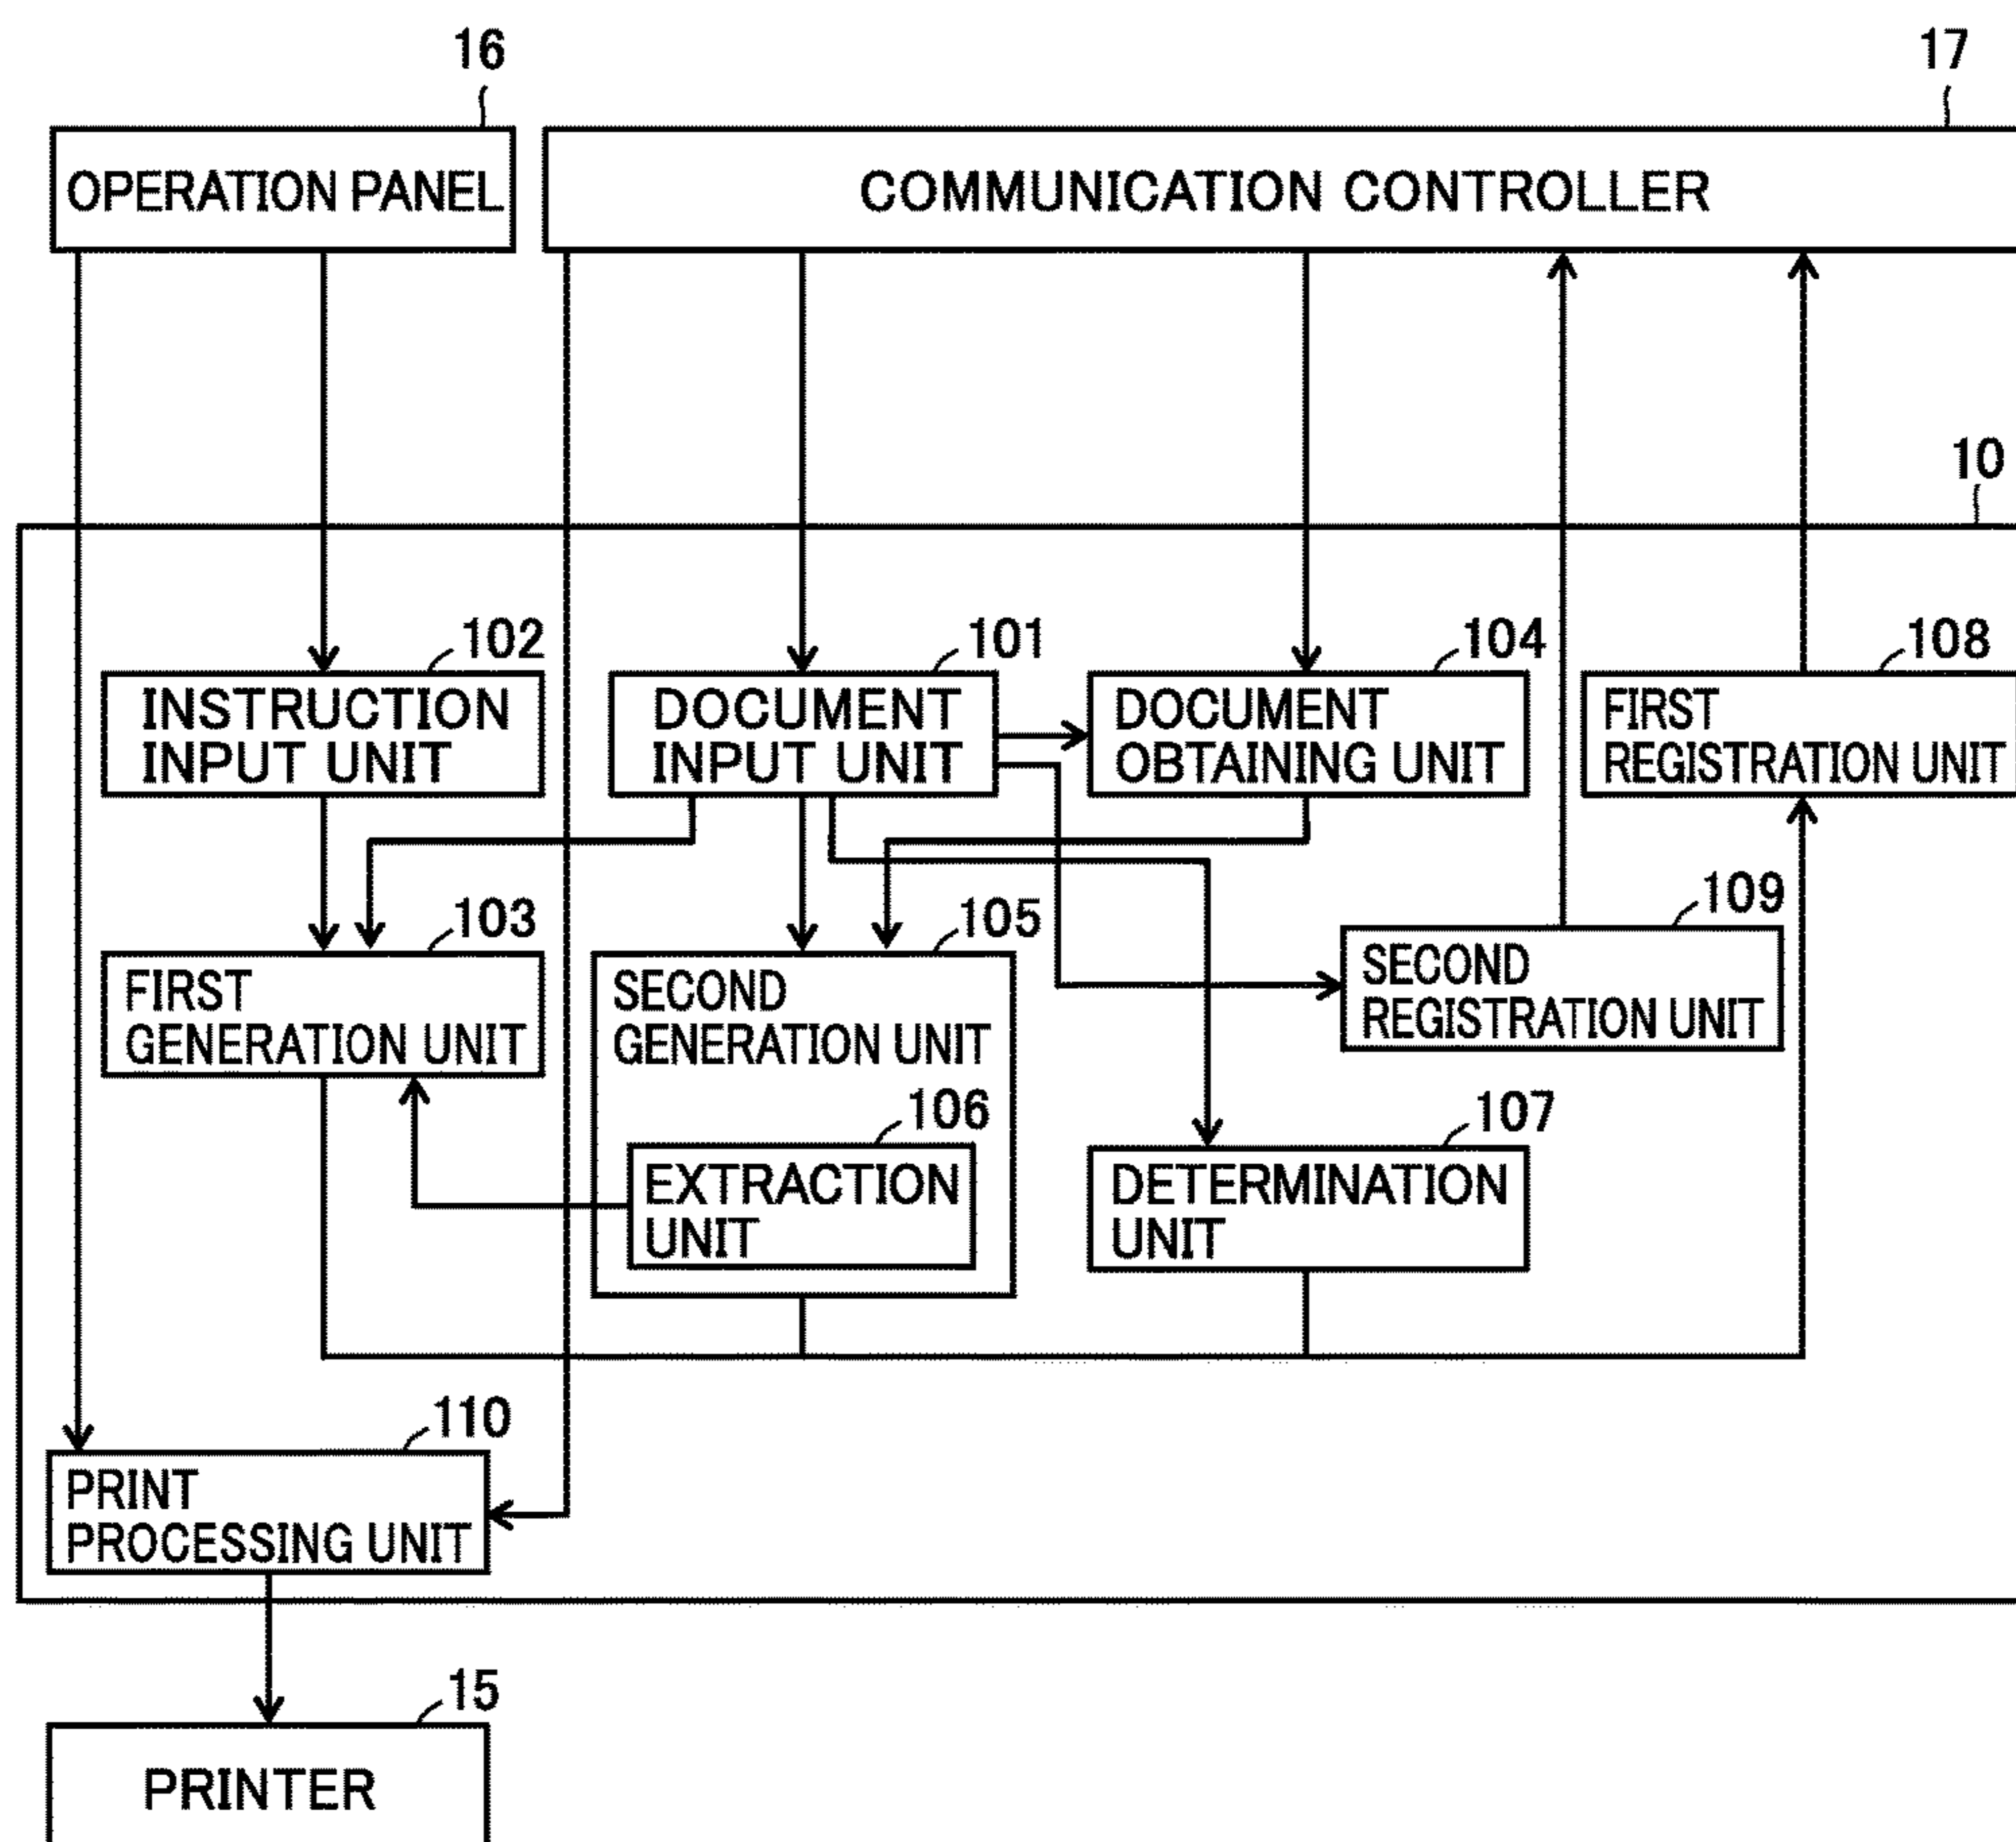 16
17
OPERATION PANEL
COMMUNICATION CONTROLLER
10
102
101
104
108
INSTRUCTION
INPUT UNIT
DOCUMENT
INPUT UNIT
DOCUMENT
OBTAINING UNIT
FIRST
REGISTRATION UNIT
103
105
109
FIRST
GENERATION UNIT
SECOND
GENERATION UNIT
SECOND
REGISTRATION UNIT
106
107
EXTRACTION
UNIT
DETERMINATION
UNIT
110
PRINT
PROCESSING UNIT
15
PRINTER